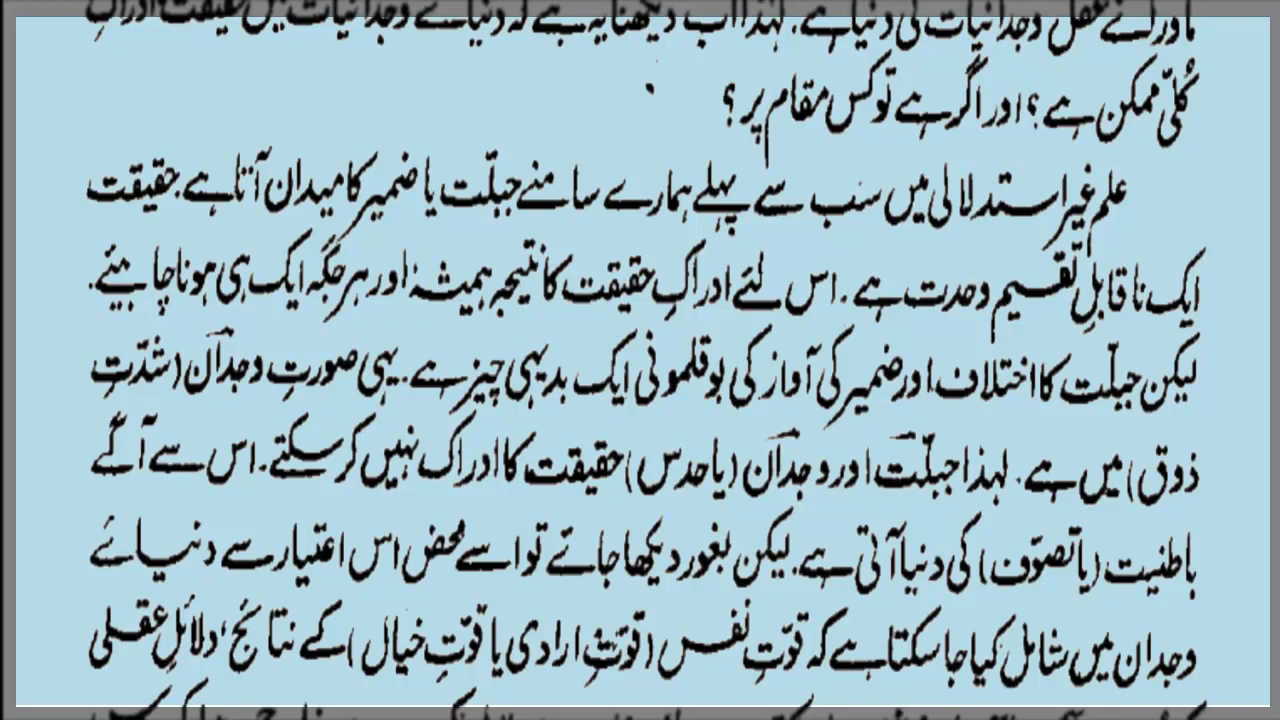 ماورائے عقل وجدانیات کی دنیا ہے۔ لہٰذا اب دیکھنا یہ ہے کہ دنیائے وجدانیات میں حقیقت ادراکِ
کُلّی ممکن ہے؟ اور اگر ہے تو کس مقام پر؟
علم غیر استدلالی میں سب سے پہلے ہمارے سامنے جبلّت یا ضمیر کا میدان آتا ہے۔ حقیقت
ایک ناقابلِ تقسیم وحدت ہے۔ اس لئے ادراکِ حقیقت کا نتیجہ ہمیشہ اور ہر جگہ ایک ہی ہونا چاہیئے۔
لیکن جبلّت کا اختلاف اور ضمیر کی آواز کی بوقلمونی ایک بدیہی چیز ہے۔ یہی صورتِ وجدان (شدّتِ
ذوق) میں ہے۔ لہذا جبلّت اور وجدان (یا حدس) حقیقت کا ادراک نہیں کر سکتے۔ اس سے آگے
باطنیت (یا تصوّف) کی دنیا آتی ہے۔ لیکن بغور دیکھا جائے تو اسے محض اس اعتبار سے دنیائے
وجدان میں شامل کیا جا سکتا ہے کہ قوّتِ نفس (قوّتِ ارادی یا قوّتِ خیال) کے نتائج، دلائلِ عقلی